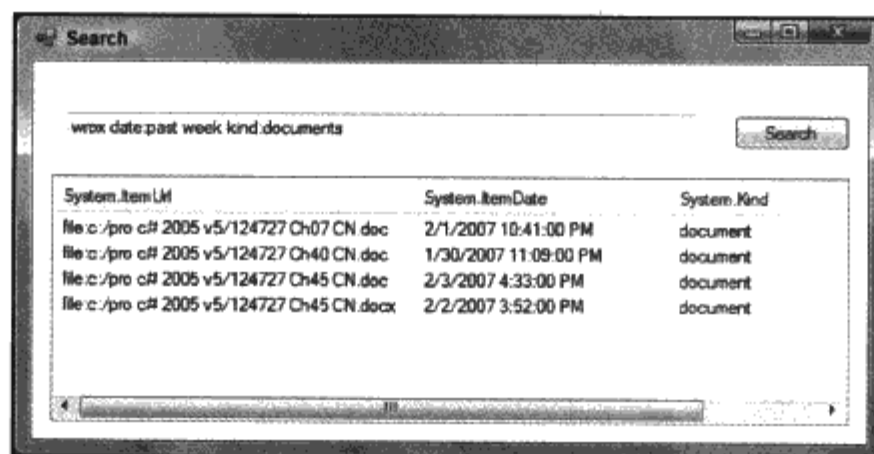 Search
wrox date:past week kind:documents
Search
System.ItemUrl System.ItemDate System.Kind
file:c:/pro c# 2005 v5/124727 Ch07 CN.doc 2/1/2007 10:41:00 PM document
file:c:/pro c# 2005 v5/124727 Ch40 CN.doc 1/30/2007 11:09:00 PM document
file:c:/pro c# 2005 v5/124727 Ch45 CN.doc 2/3/2007 4:33:00 PM document
file:c:/pro c# 2005 v5/124727 Ch45 CN.docx 2/2/2007 3:52:00 PM document